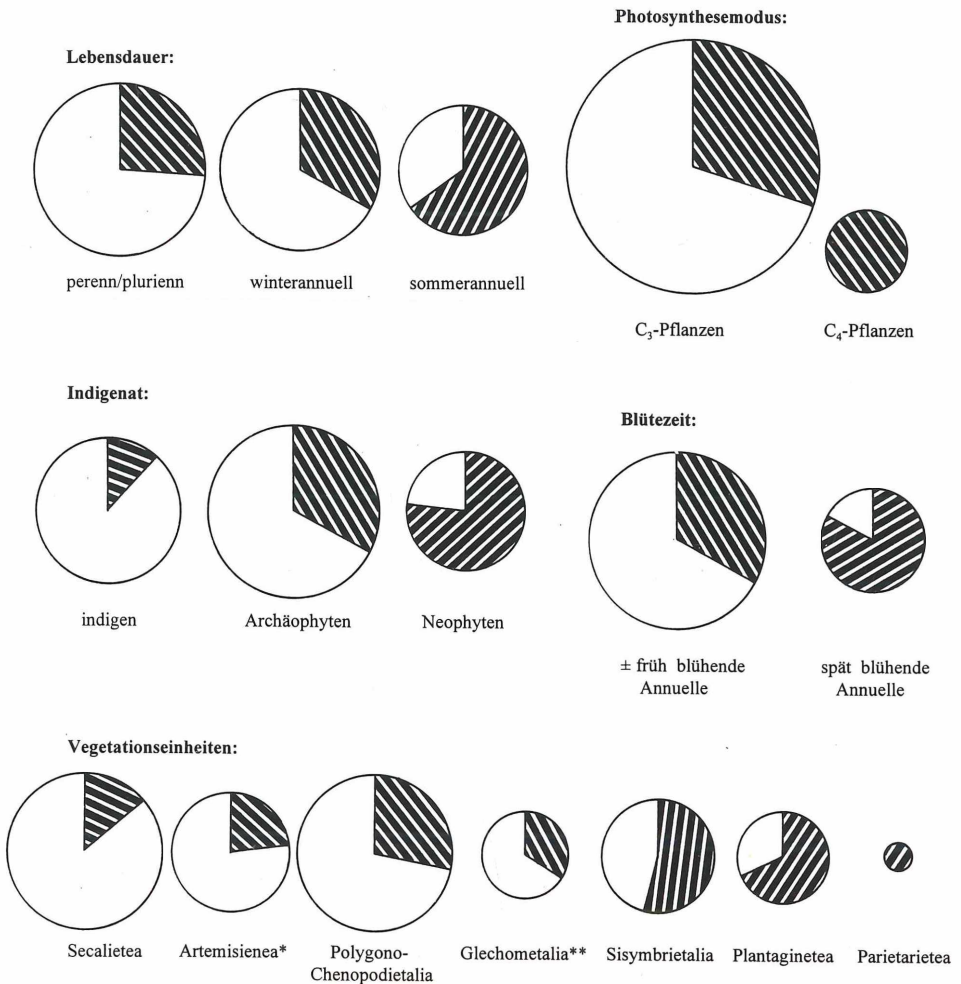 Photosynthesemodus:
Lebensdauer:
perenn/plurienn winterannuell sommerannuell
C₃-Pflanzen C₄-Pflanzen
Indigenat:
Blütezeit:
indigen Archäophyten Neophyten
± früh blühende spät blühende
Annuelle Annuelle
Vegetationseinheiten:
Secalietea Artemisienea* Polygono- Glechometalia** Sisymbrietalia Plantaginetea Parietarietea
Chenopodietalia